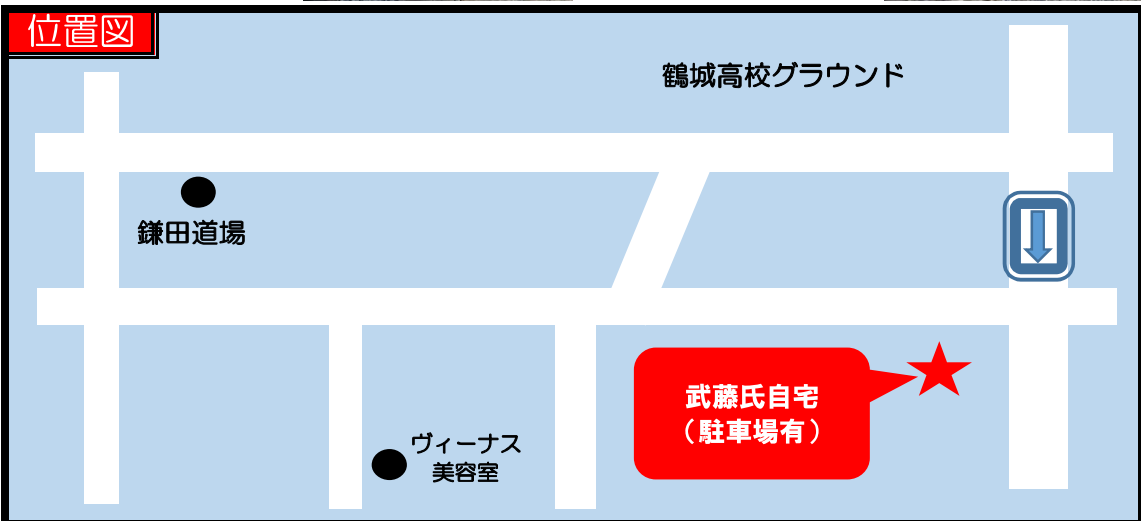 位置図
鶴城高校グラウンド
鎌田道場
武藤氏自宅
（駐車場有）
ヴィーナス
美容室